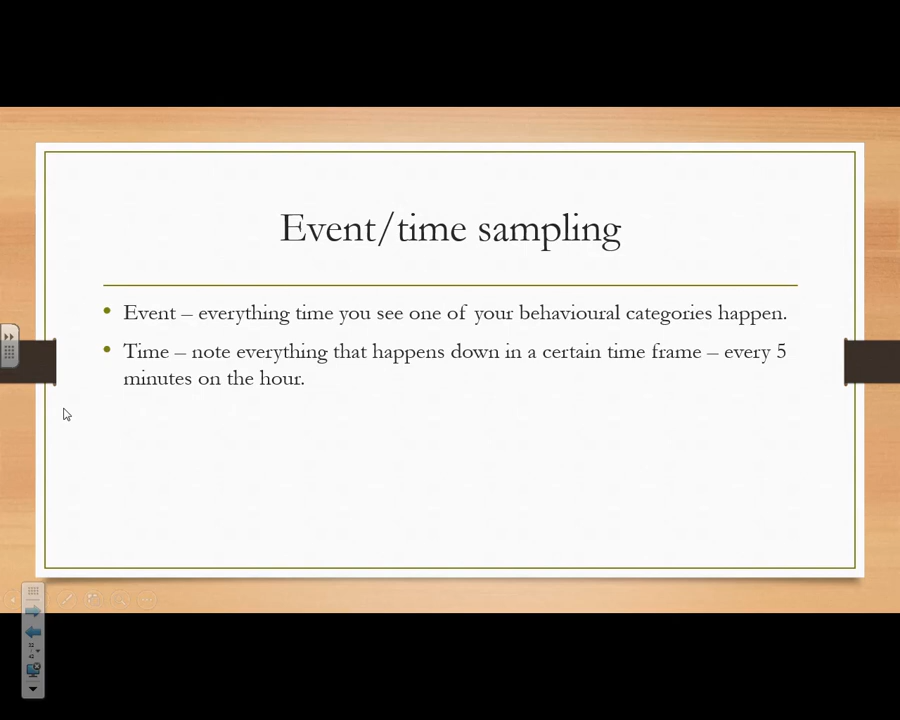 Event/time sampling
• Event – everything time you see one of your behavioural categories happen.
• Time – note everything that happens down in a certain time frame – every 5
minutes on the hour.